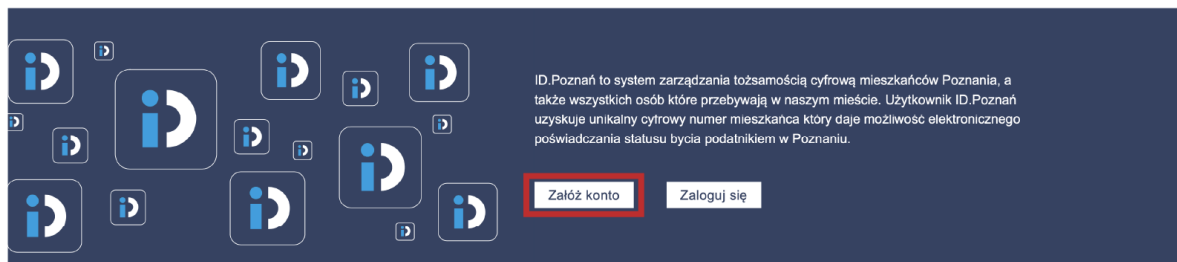 ID.Poznań to system zarządzania tożsamością cyfrową mieszkańców Poznania, a
także wszystkich osób które przebywają w naszym mieście. Użytkownik ID.Poznań
uzyskuje unikalny cyfrowy numer mieszkańca który daje możliwość elektronicznego
poświadczania statusu bycia podatnikiem w Poznaniu.
Załóż konto Zaloguj się